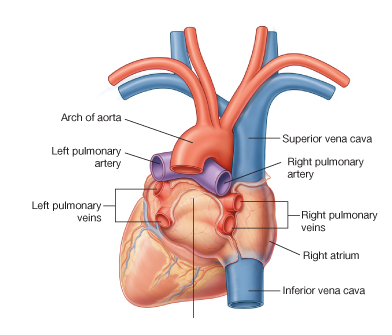 Arch of aorta
Left pulmonary
artery
Left pulmonary
veins
Superior vena cava
Right pulmonary
artery
Right pulmonary
veins
Right atrium
Inferior vena cava